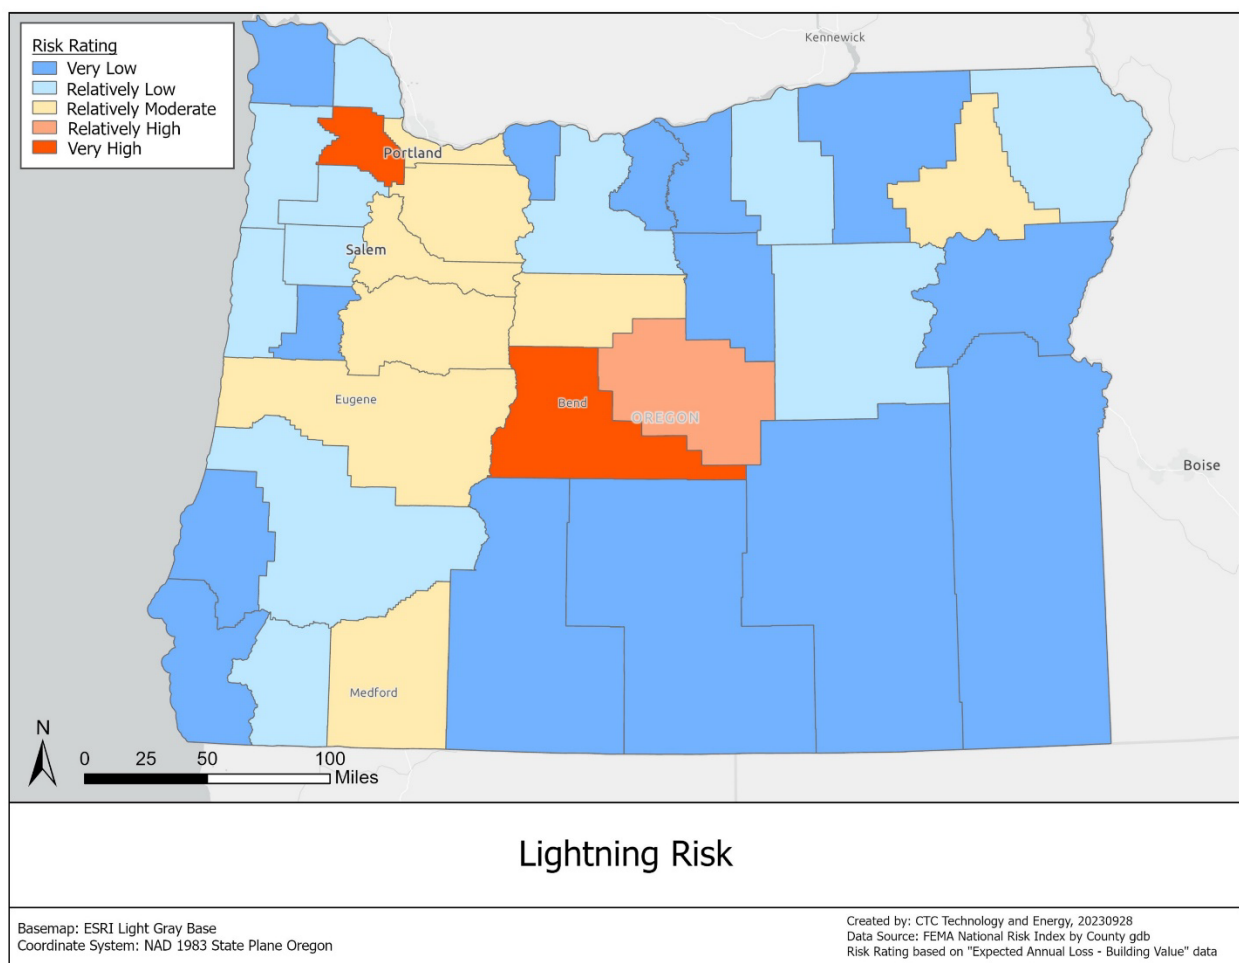 Risk Rating
Very Low
Relatively Low
Relatively Moderate
Relatively High
Very High
Kennewick
Portland
Salem
Eugene
Bend
OREGON
Boise
Medford
N
0 25 50 100
Miles
Lightning Risk
Basemap: ESRI Light Gray Base
Coordinate System: NAD 1983 State Plane Oregon
Created by: CTC Technology and Energy, 20230928
Data Source: FEMA National Risk Index by County gdb
Risk Rating based on "Expected Annual Loss - Building Value" data